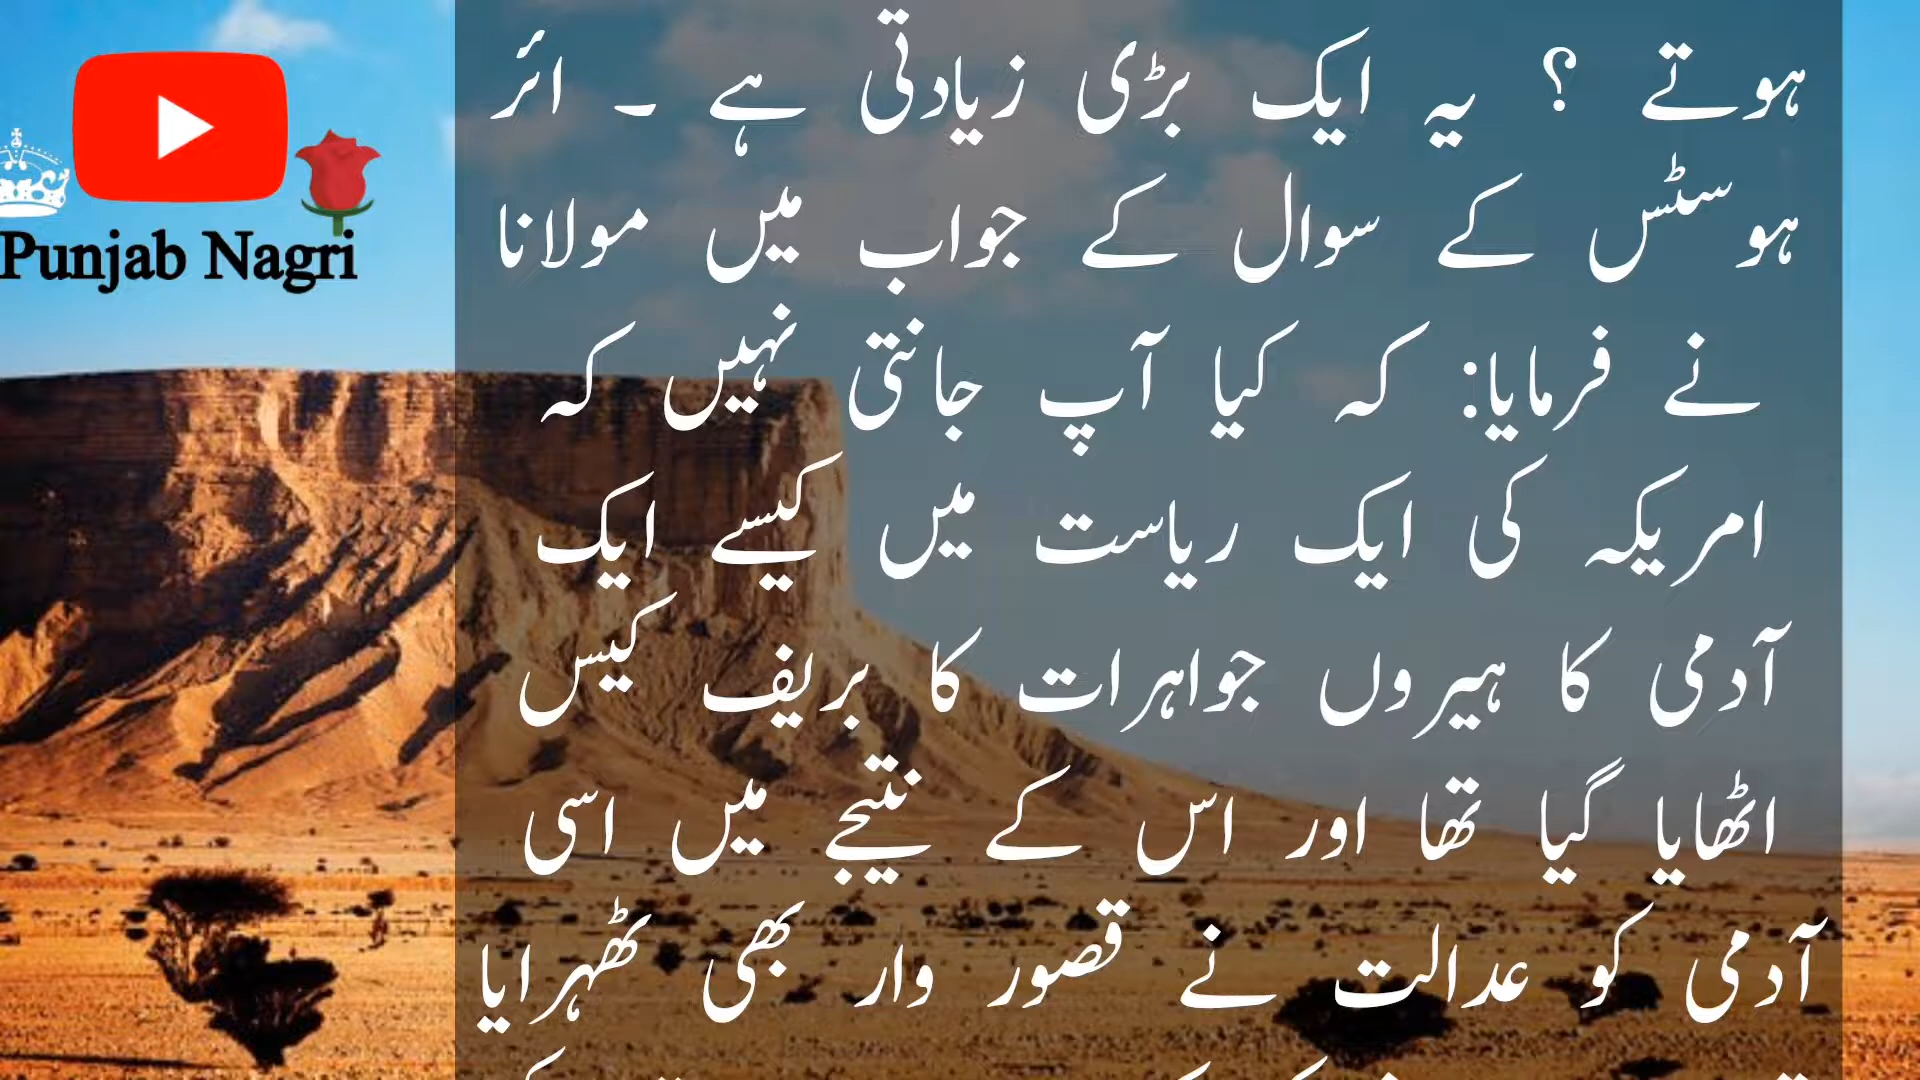 Punjab Nagri
ہوتے ؟ یہ ایک بڑی زیادتی ہے ۔ ائر
ہوسٹس کے سوال کے جواب میں مولانا
نے فرمایا: کہ کیا آپ جانتی نہیں کہ
امریکہ کی ایک ریاست میں کیسے ایک
آدمی کا ہیروں جواہرات کا بریف کیس
اٹھایا گیا تھا اور اس کے نتیجے میں اسی
آدمی کو عدالت نے قصور وار بھی ٹھہرایا